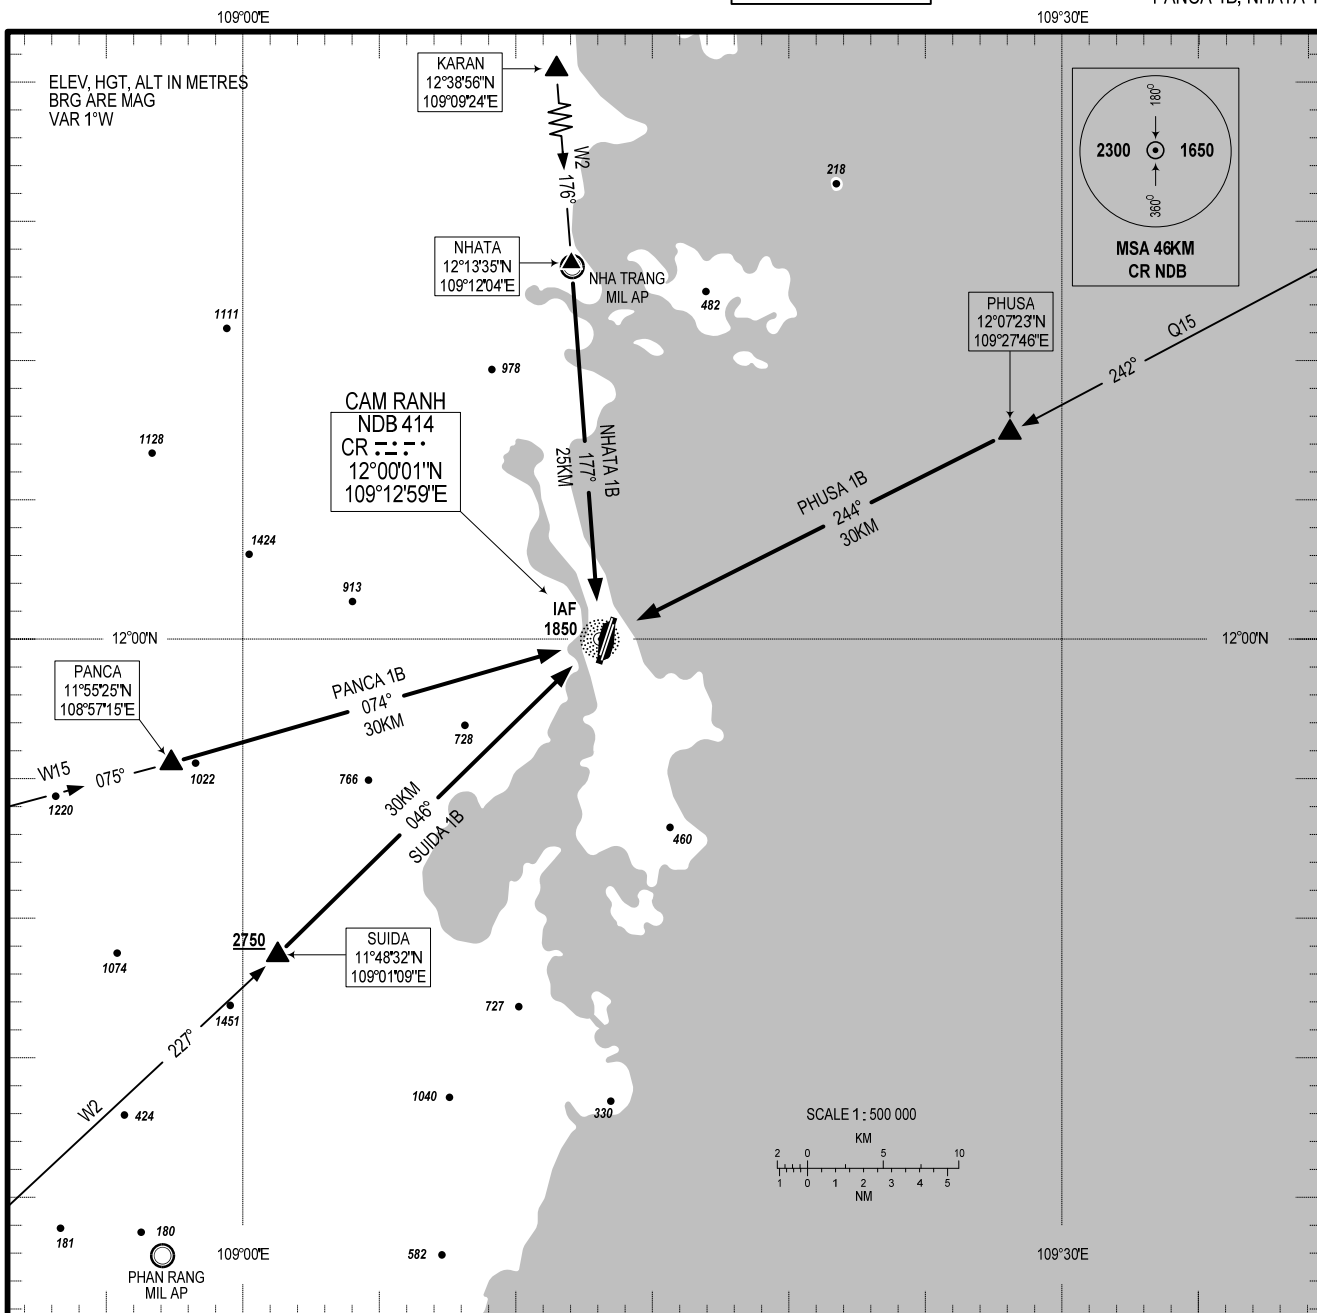 109°00'E
109°30'E
ELEV, HGT, ALT IN METRES
BRG ARE MAG
VAR 1°W
KARAN
12°38'56"N
109°09'24"E
W2
176°
180°
2300
1650
360°
MSA 46KM
CR NDB
218
NHATA
12°13'35"N
109°12'04"E
NHA TRANG
MIL AP
482
PHUSA
12°07'23"N
109°27'46"E
Q15
242°
1111
978
CAM RANH
NDB 414
CR
12°00'01"N
109°12'59"E
1128
NHATA 1B
177°
25KM
PHUSA 1B
244°
30KM
1424
913
IAF
1850
12°00'N
12°00'N
PANCA
11°55'25"N
108°57'15"E
PANCA 1B
074°
30KM
728
W15
075°
1022
1220
766
30KM
046°
SUIDA 1B
460
2750
SUIDA
11°48'32"N
109°01'09"E
1074
1451
727
227°
1040
330
W2
424
SCALE 1 : 500 000
KM
2 0 5 10
1 0 1 2 3 4 5
NM
181
180
109°00'E
582
109°30'E
PHAN RANG
MIL AP